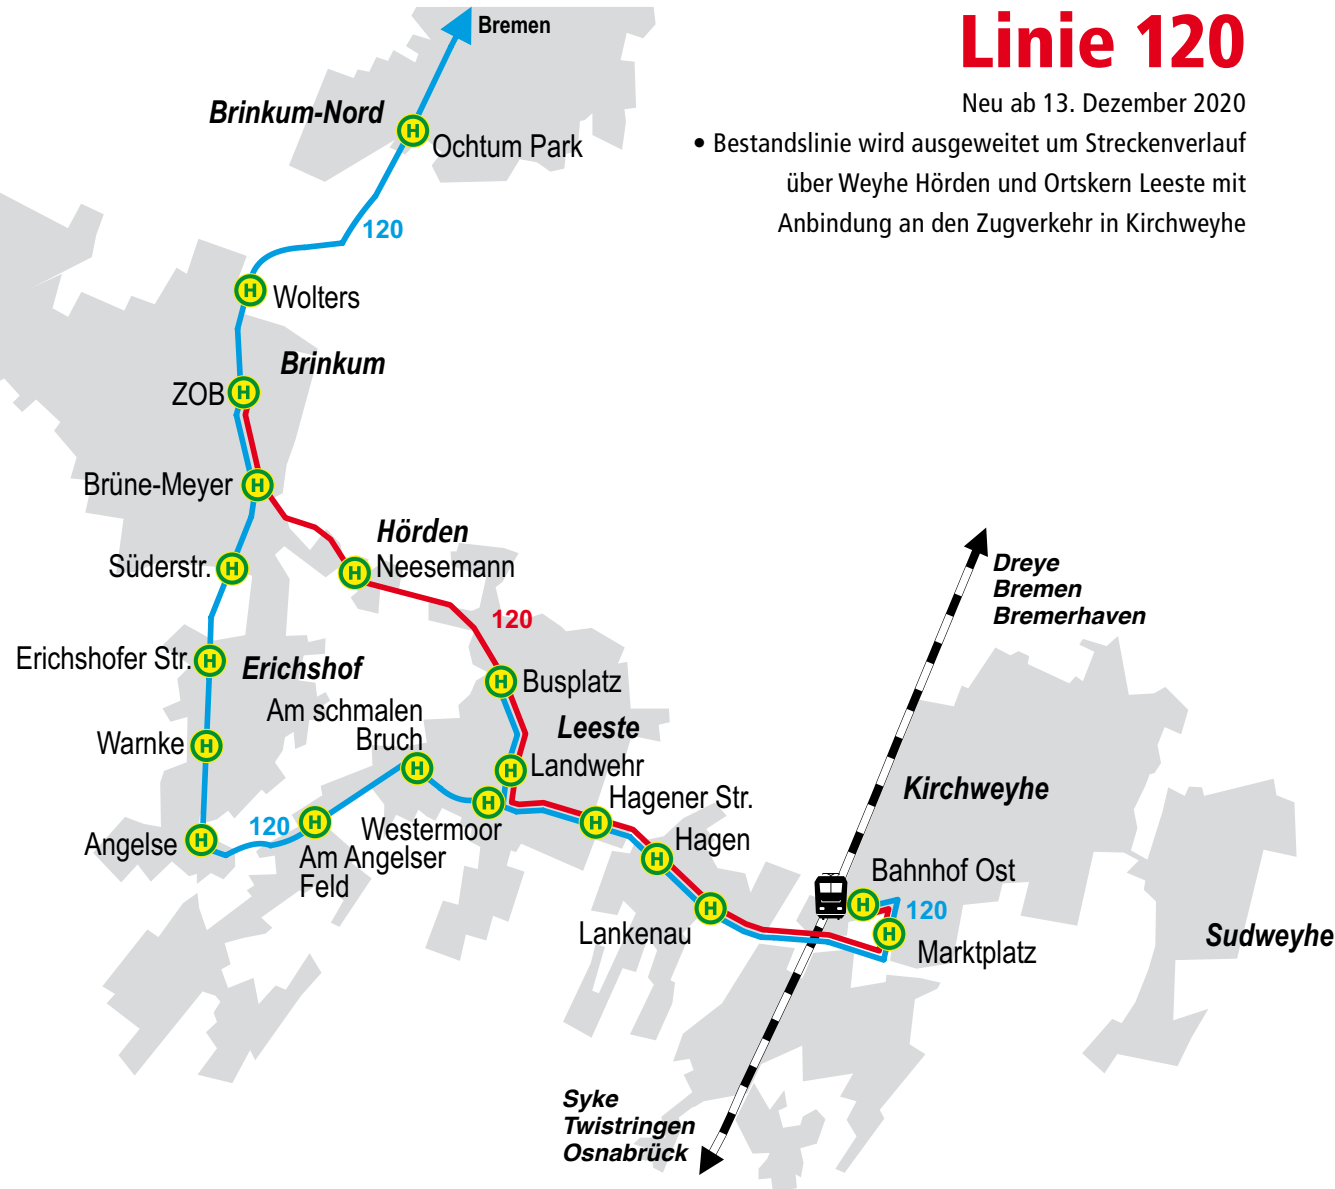 Linie 120
Neu ab 13. Dezember 2020
• Bestandslinie wird ausgeweitet um Streckenverlauf
über Weyhe Hörden und Ortskern Leeste mit
Anbindung an den Zugverkehr in Kirchweyhe
Bremen
Brinkum-Nord
H
Ochtum Park
120
H
Wolters
Brinkum
ZOB
H
Brüne-Meyer
H
Hörden
Süderstr.
H
H
Neesemann
Dreye
Bremen
Bremerhaven
120
Erichshofer Str.
H
Erichshof
H
Busplatz
Am schmalen
Bruch
H
Leeste
Warnke
H
H
Landwehr
Kirchweyhe
H
Westermoor
H
Hagener Str.
Angelse
H
120
H
Am Angelser
Feld
H
Hagen
Bahnhof Ost
H
120
H
Lankenau
H
Marktplatz
Sudweyhe
Syke
Twistringen
Osnabrück